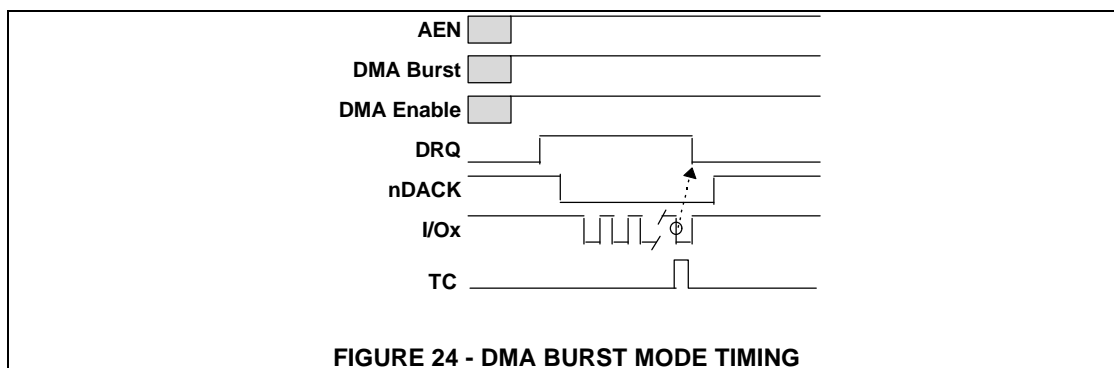 AEN
DMA Burst
DMA Enable
DRQ
nDACK
I/Ox
TC
FIGURE 24 - DMA BURST MODE TIMING